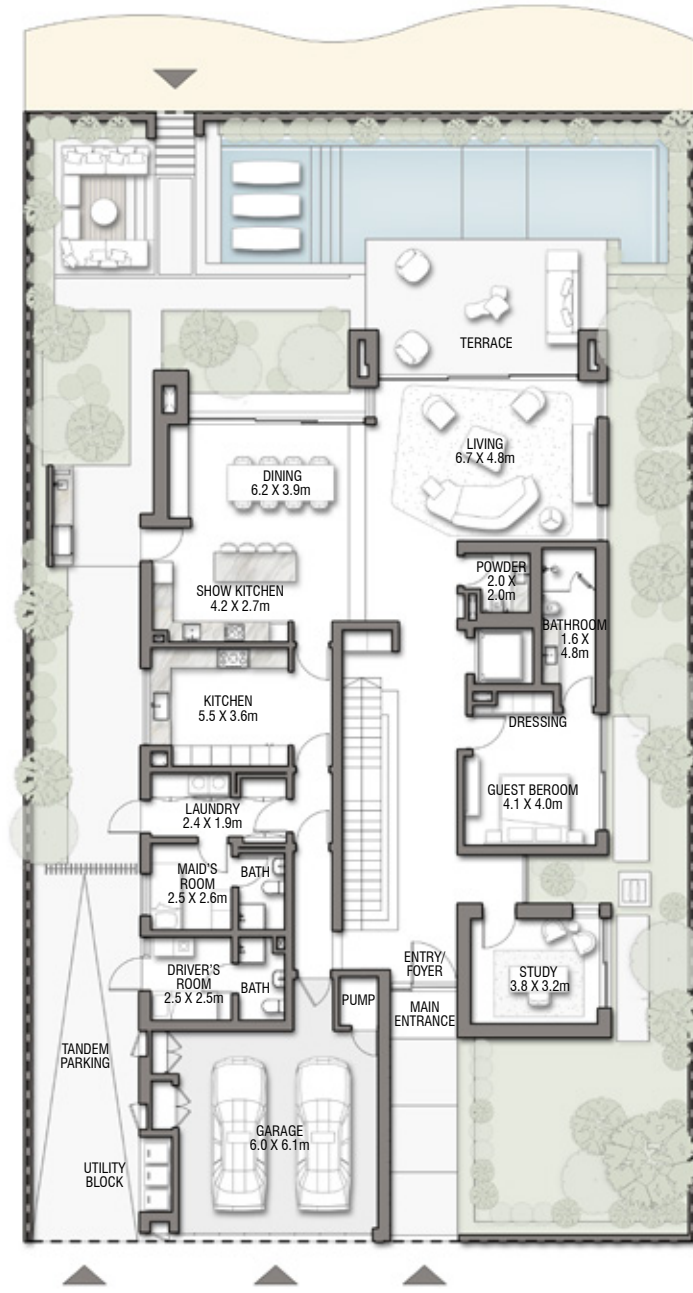 TERRACE
LIVING
6.7 X 4.8m
DINING
6.2 X 3.9m
SHOW KITCHEN
4.2 X 2.7m
POWDER
2.0 X
2.0m
BATHROOM
1.6 X
4.8m
KITCHEN
5.5 X 3.6m
DRESSING
GUEST BEROOM
4.1 X 4.0m
LAUNDRY
2.4 X 1.9m
MAID'S
ROOM
2.5 X 2.6m
BATH
DRIVER'S
ROOM
2.5 X 2.5m
BATH
ENTRY/
FOYER
STUDY
3.8 X 3.2m
PUMP
MAIN
ENTRANCE
TANDEM
PARKING
GARAGE
6.0 X 6.1m
UTILITY
BLOCK